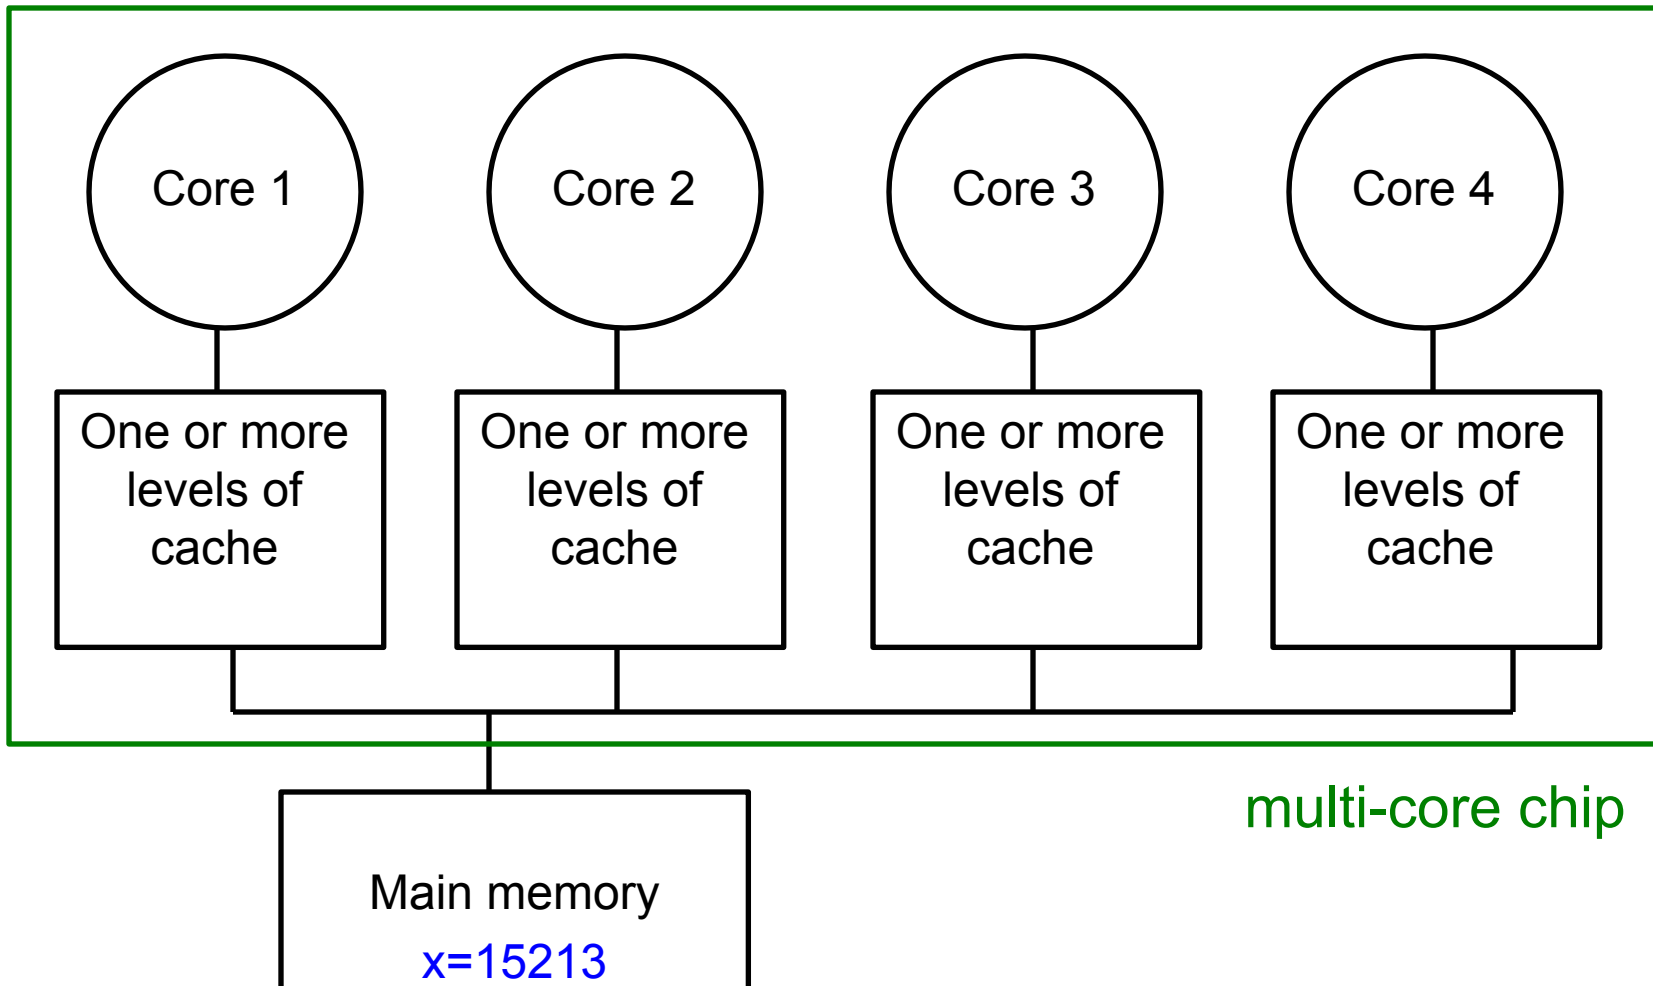 Core 1
Core 2
Core 3
Core 4
One or more
levels of
cache
One or more
levels of
cache
One or more
levels of
cache
One or more
levels of
cache
multi-core chip
Main memory
x=15213